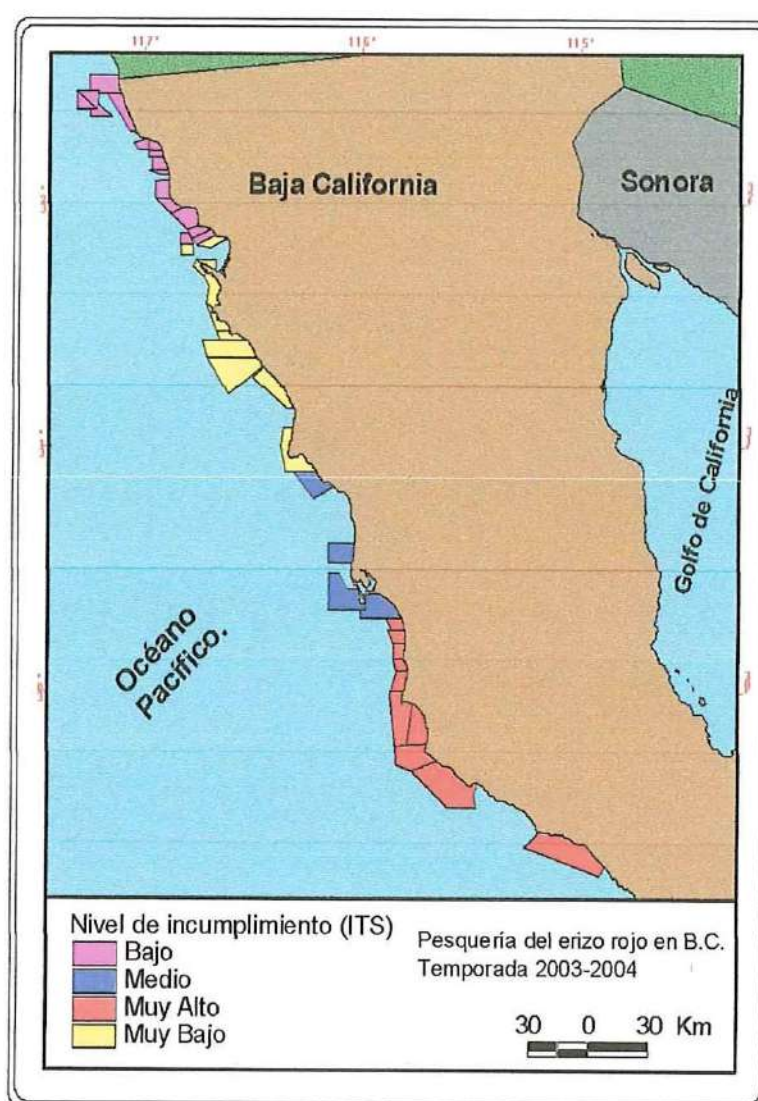 117° 116° 115°
Baja California
Sonora
Golfo de California
Océano
Pacífico.
Nivel de incumplimiento (ITS)
Bajo
Medio
Muy Alto
Muy Bajo
Pesquería del erizo rojo en B.C.
Temporada 2003-2004
30 0 30 Km